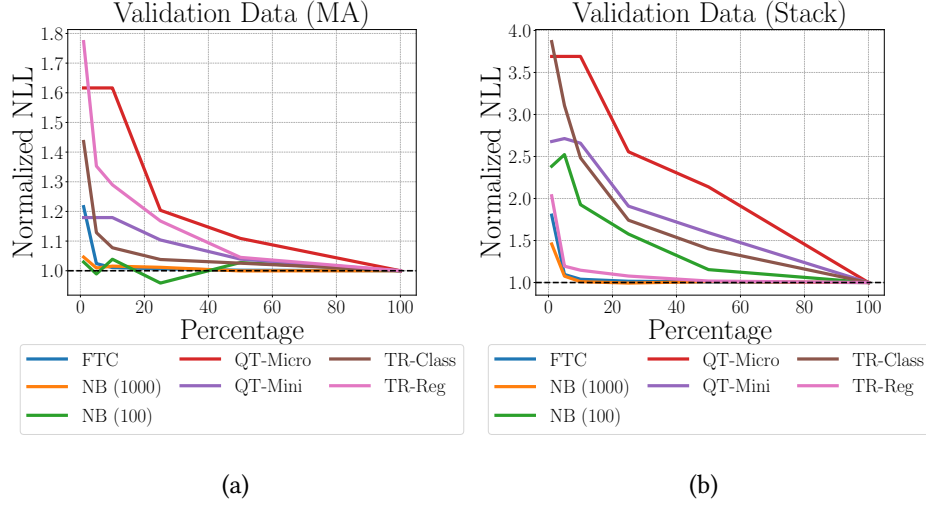 Validation Data (MA)
Normalized NLL
1.8
1.7
1.6
1.5
1.4
1.3
1.2
1.1
1.0
0 20 40 60 80 100
Percentage
FTC QT-Micro TR-Class
NB (1000) QT-Mini TR-Reg
NB (100)
(a)
Validation Data (Stack)
Normalized NLL
4.0
3.5
3.0
2.5
2.0
1.5
1.0
0 20 40 60 80 100
Percentage
FTC QT-Micro TR-Class
NB (1000) QT-Mini TR-Reg
NB (100)
(b)